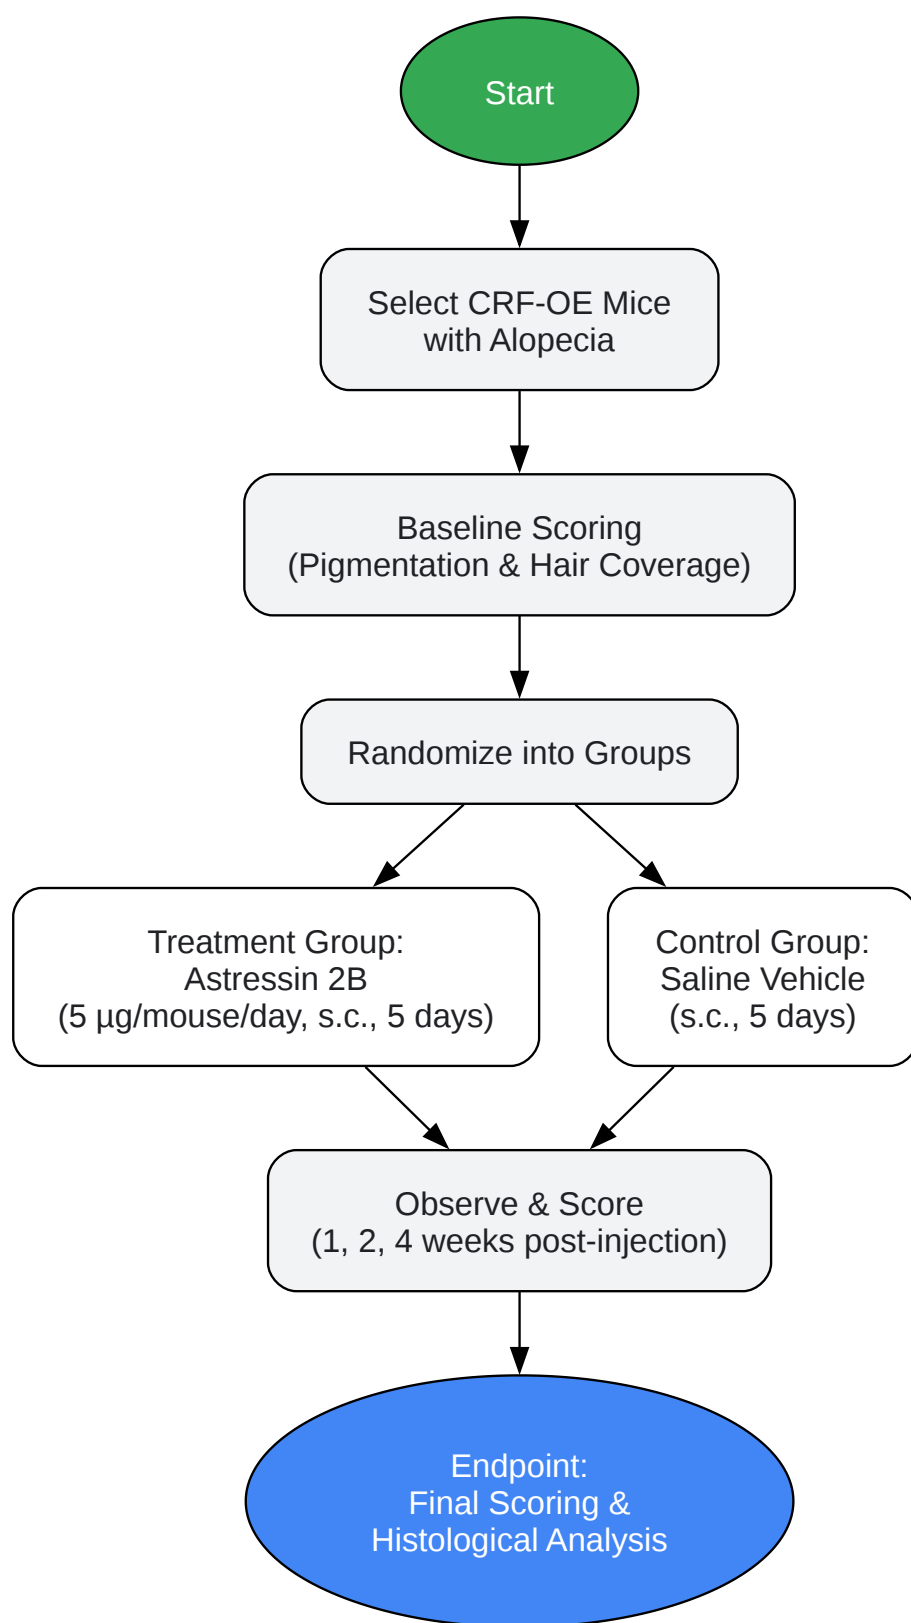 Start
Select CRF-OE Mice
with Alopecia
Baseline Scoring
(Pigmentation & Hair Coverage)
Randomize into Groups
Treatment Group:
Astressin 2B
(5 µg/mouse/day, s.c., 5 days)
Control Group:
Saline Vehicle
(s.c., 5 days)
Observe & Score
(1, 2, 4 weeks post-injection)
Endpoint:
Final Scoring &
Histological Analysis